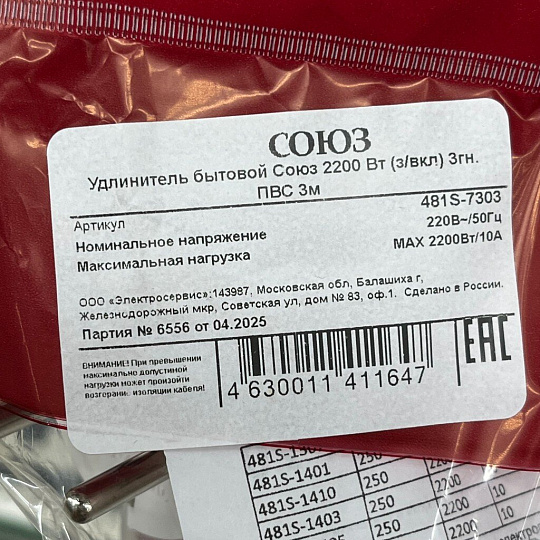 СОЮЗ
Удлинитель бытовой Союз 2200 Вт (з/вкл) 3гн.
ПВС 3м
Артикул 481S-7303
Номинальное напряжение 220В~/50Гц
Максимальная нагрузка MAX 2200Вт/10А
ООО «Электросервис»:143987, Московская обл, Балашиха г,
Железнодорожный мкр, Советская ул, дом № 83, оф.1. Сделано в России.
Партия № 6556 от 04.2025
ВНИМАНИЕ! При превышении
максимально допустимой
нагрузки может произойти
возгорание изоляции кабеля!
4 630011 411647
EAC
481S-1401 250 2200
481S-1410 250 2200 10
481S-1403 250 2200 10